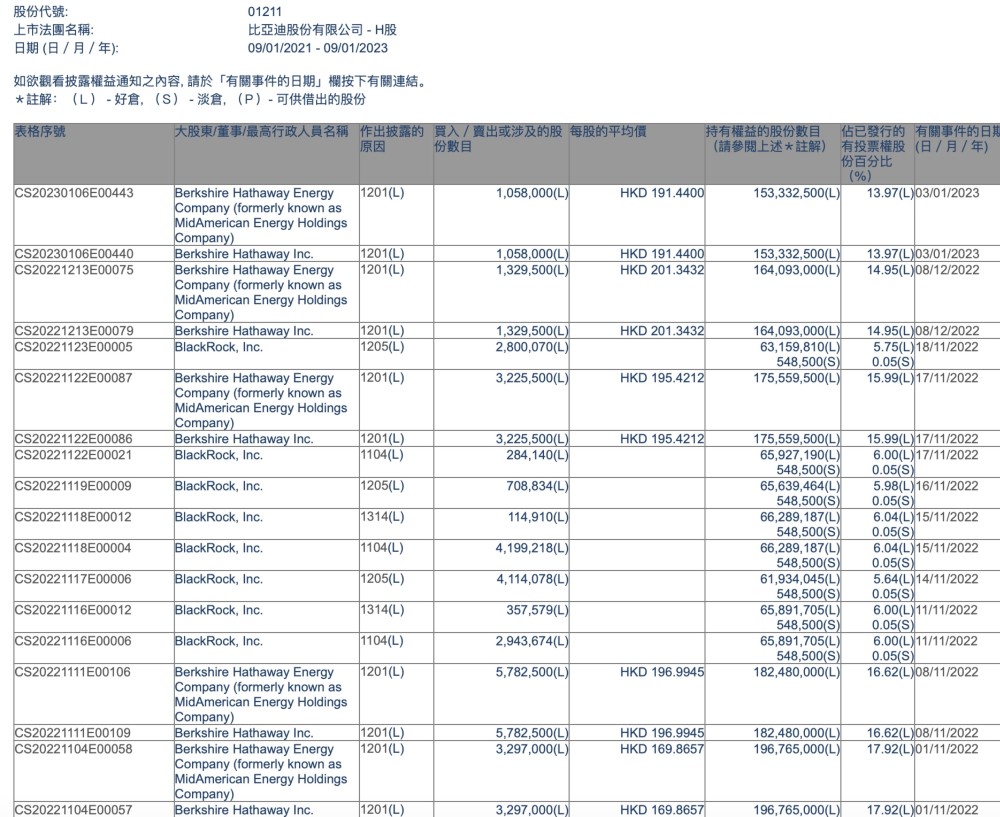 股份代號: 01211
上市法團名稱: 比亞迪股份有限公司 - H股
日期 (日 / 月 / 年): 09/01/2021 - 09/01/2023
如欲觀看披露權益通知之內容, 請於「有關事件的日期」欄按下有關連結。
＊註解: （Ｌ） - 好倉, （Ｓ） - 淡倉, （Ｐ） - 可供借出的股份
表格序號 大股東/董事/最高行政人員名稱 作出披露的 買入 / 賣出或涉及的股 每股的平均價 持有權益的股份數目 佔已發行的 有關事件的日期
原因 份數目 （請參閱上述＊註解） 有投票權股 (日 / 月 / 年)
份百分比
（%）
CS20230106E00443 Berkshire Hathaway Energy 1201(L) 1,058,000(L) HKD 191.4400 153,332,500(L) 13.97(L) 03/01/2023
Company (formerly known as
MidAmerican Energy Holdings
Company)
CS20230106E00440 Berkshire Hathaway Inc. 1201(L) 1,058,000(L) HKD 191.4400 153,332,500(L) 13.97(L) 03/01/2023
CS20221213E00075 Berkshire Hathaway Energy 1201(L) 1,329,500(L) HKD 201.3432 164,093,000(L) 14.95(L) 08/12/2022
Company (formerly known as
MidAmerican Energy Holdings
Company)
CS20221213E00079 Berkshire Hathaway Inc. 1201(L) 1,329,500(L) HKD 201.3432 164,093,000(L) 14.95(L) 08/12/2022
CS20221123E00005 BlackRock, Inc. 1205(L) 2,800,070(L) 63,159,810(L) 5.75(L) 18/11/2022
548,500(S) 0.05(S)
CS20221122E00087 Berkshire Hathaway Energy 1201(L) 3,225,500(L) HKD 195.4212 175,559,500(L) 15.99(L) 17/11/2022
Company (formerly known as
MidAmerican Energy Holdings
Company)
CS20221122E00086 Berkshire Hathaway Inc. 1201(L) 3,225,500(L) HKD 195.4212 175,559,500(L) 15.99(L) 17/11/2022
CS20221122E00021 BlackRock, Inc. 1104(L) 284,140(L) 65,927,190(L) 6.00(L) 17/11/2022
548,500(S) 0.05(S)
CS20221119E00009 BlackRock, Inc. 1205(L) 708,834(L) 65,639,464(L) 5.98(L) 16/11/2022
548,500(S) 0.05(S)
CS20221118E00012 BlackRock, Inc. 1314(L) 114,910(L) 66,289,187(L) 6.04(L) 15/11/2022
548,500(S) 0.05(S)
CS20221118E00004 BlackRock, Inc. 1104(L) 4,199,218(L) 66,289,187(L) 6.04(L) 15/11/2022
548,500(S) 0.05(S)
CS20221117E00006 BlackRock, Inc. 1205(L) 4,114,078(L) 61,934,045(L) 5.64(L) 14/11/2022
548,500(S) 0.05(S)
CS20221116E00012 BlackRock, Inc. 1314(L) 357,579(L) 65,891,705(L) 6.00(L) 11/11/2022
548,500(S) 0.05(S)
CS20221116E00006 BlackRock, Inc. 1104(L) 2,943,674(L) 65,891,705(L) 6.00(L) 11/11/2022
548,500(S) 0.05(S)
CS20221111E00106 Berkshire Hathaway Energy 1201(L) 5,782,500(L) HKD 196.9945 182,480,000(L) 16.62(L) 08/11/2022
Company (formerly known as
MidAmerican Energy Holdings
Company)
CS20221111E00109 Berkshire Hathaway Inc. 1201(L) 5,782,500(L) HKD 196.9945 182,480,000(L) 16.62(L) 08/11/2022
CS20221104E00058 Berkshire Hathaway Energy 1201(L) 3,297,000(L) HKD 169.8657 196,765,000(L) 17.92(L) 01/11/2022
Company (formerly known as
MidAmerican Energy Holdings
Company)
CS20221104E00057 Berkshire Hathaway Inc. 1201(L) 3,297,000(L) HKD 169.8657 196,765,000(L) 17.92(L) 01/11/2022